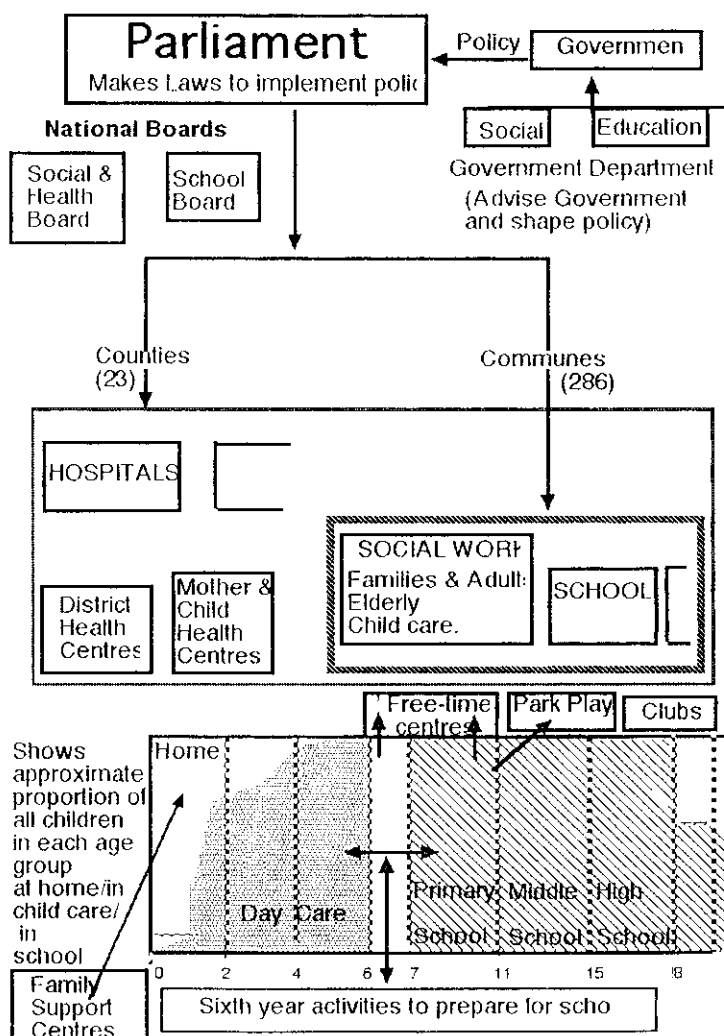 Parliament
Makes Laws to implement polic
Policy
Governmen
National Boards
Social &
Health
Board
School
Board
Social
Education
Government Department
(Advise Government
and shape policy)
Counties
(23)
Communes
(286)
HOSPITALS
SOCIAL WORK
Families & Adult
Elderly
Child care.
SCHOOL
District
Health
Centres
Mother &
Child
Health
Centres
Free-time
centres
Park Play
Clubs
Shows
approximate
proportion of
all children
in each age
group
at home/in
child care/
in
school
Home
Day Care
Primary
School
Middle
School
High
School
0 2 4 6 7 11 15 18
Family
Support
Centres
Sixth year activities to prepare for scho